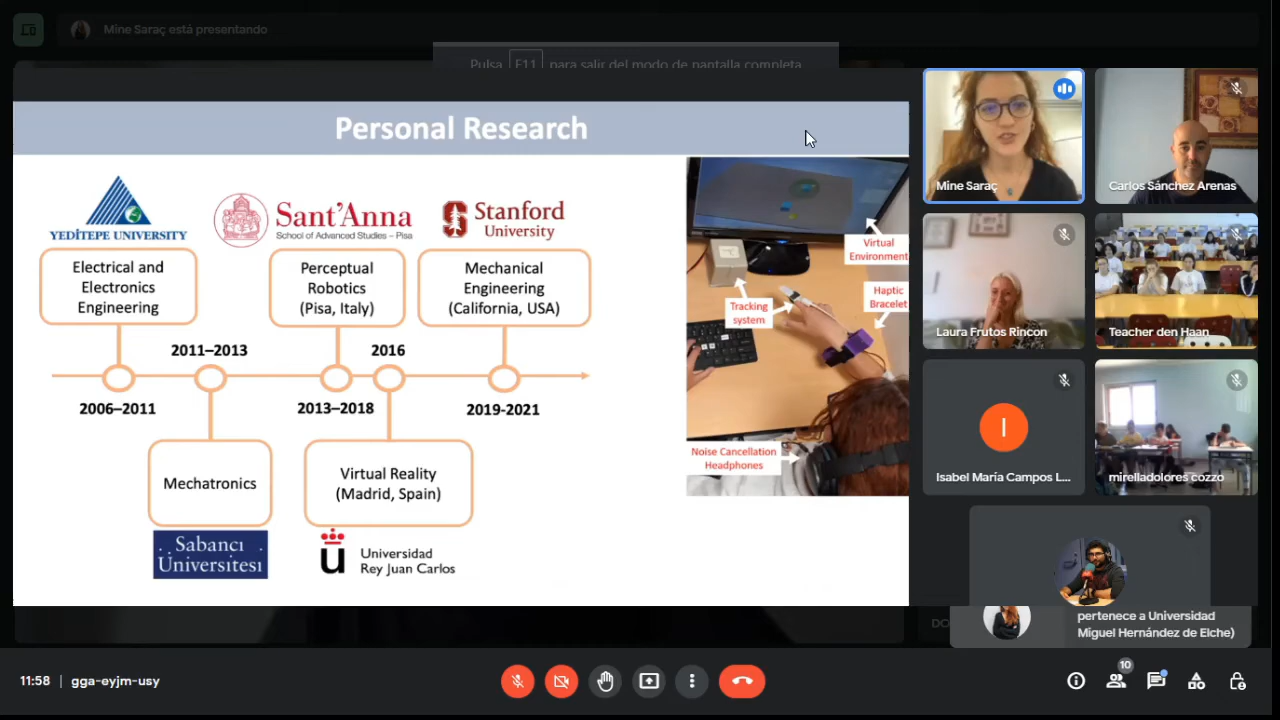 Mine Saraç está presentando
Pulsa F11 para salir del modo de pantalla completa
Personal Research
YEDİTEPE UNIVERSITY
Sant'Anna
School of Advanced Studies – Pisa
Stanford
University
Electrical and
Electronics
Engineering
Perceptual
Robotics
(Pisa, Italy)
Mechanical
Engineering
(California, USA)
2011–2013
2016
2006–2011
2013–2018
2019-2021
Mechatronics
Virtual Reality
(Madrid, Spain)
Sabancı
Üniversitesi
u
Universidad
Rey Juan Carlos
Virtual
Environment
Haptic
Bracelet
Tracking
system
Noise Cancellation
Headphones
Mine Saraç
Carlos Sánchez Arenas
Laura Frutos Rincon
Teacher den Haan
I
Isabel María Campos L...
mirelladolores cozzo
DO
pertenece a Universidad
Miguel Hernández de Elche)
11:58 | gga-eyjm-usy
10